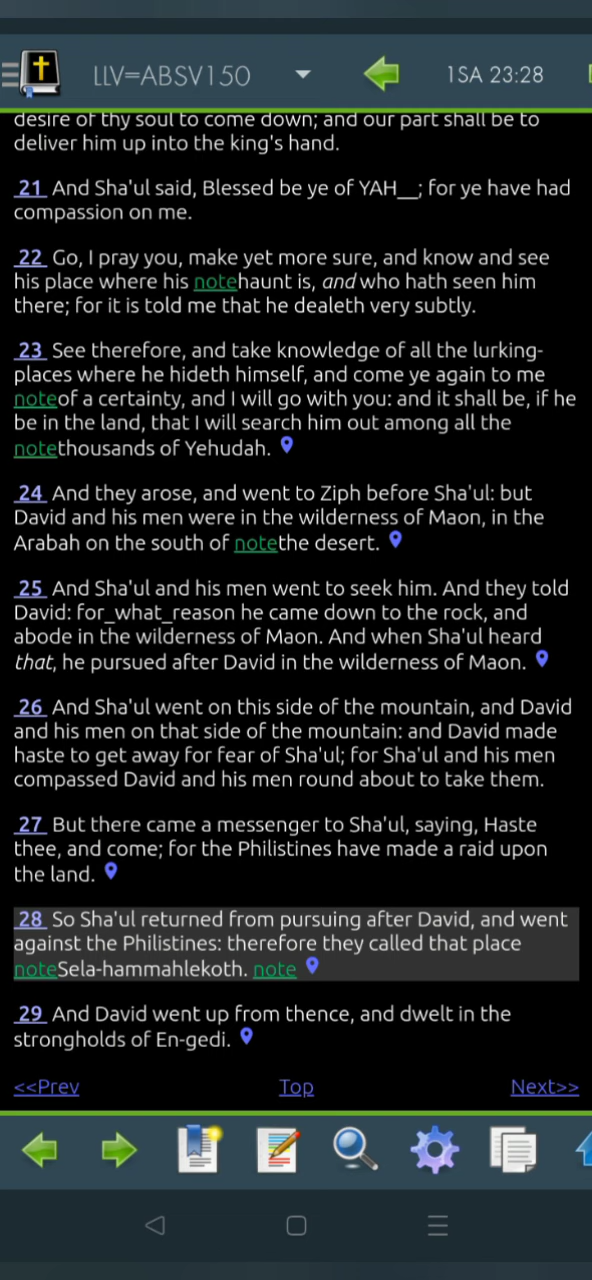 LLV=ABSV150
1SA 23:28
desire of thy soul to come down; and our part shall be to
deliver him up into the king's hand.
21 And Sha'ul said, Blessed be ye of YAH__; for ye have had
compassion on me.
22 Go, I pray you, make yet more sure, and know and see
his place where his notehaunt is, and who hath seen him
there; for it is told me that he dealeth very subtly.
23 See therefore, and take knowledge of all the lurking-
places where he hideth himself, and come ye again to me
noteof a certainty, and I will go with you: and it shall be, if he
be in the land, that I will search him out among all the
notethousands of Yehudah.
24 And they arose, and went to Ziph before Sha'ul: but
David and his men were in the wilderness of Maon, in the
Arabah on the south of notethe desert.
25 And Sha'ul and his men went to seek him. And they told
David: for_what_reason he came down to the rock, and
abode in the wilderness of Maon. And when Sha'ul heard
that, he pursued after David in the wilderness of Maon.
26 And Sha'ul went on this side of the mountain, and David
and his men on that side of the mountain: and David made
haste to get away for fear of Sha'ul; for Sha'ul and his men
compassed David and his men round about to take them.
27 But there came a messenger to Sha'ul, saying, Haste
thee, and come; for the Philistines have made a raid upon
the land.
28 So Sha'ul returned from pursuing after David, and went
against the Philistines: therefore they called that place
noteSela-hammahlekoth. note
29 And David went up from thence, and dwelt in the
strongholds of En-gedi.
<<Prev Top Next>>